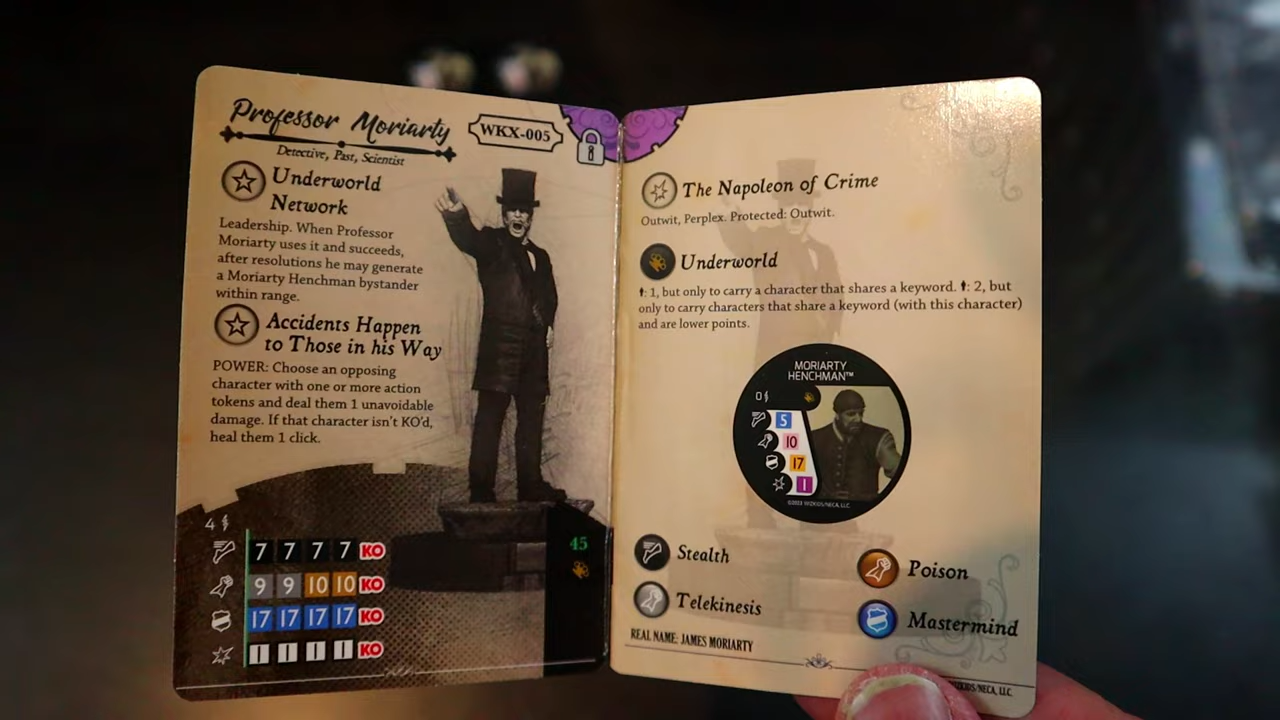 Professor Moriarty
WKX-005
Detective, Past, Scientist
Underworld
Network
Leadership. When Professor
Moriarty uses it and succeeds,
after resolutions he may generate
a Moriarty Henchman bystander
within range.
Accidents Happen
to Those in his Way
POWER: Choose an opposing
character with one or more action
tokens and deal them 1 unavoidable
damage. If that character isn't KO'd,
heal them 1 click.
4
7 7 7 7 KO
9 9 10 10 KO
17 17 17 17 KO
1 1 1 1 KO
45
The Napoleon of Crime
Outwit, Perplex. Protected: Outwit.
Underworld
: 1, but only to carry a character that shares a keyword. : 2, but
only to carry characters that share a keyword (with this character)
and are lower points.
MORIARTY
HENCHMAN™
0
5
10
17
1
Stealth
Poison
Telekinesis
Mastermind
REAL NAME: JAMES MORIARTY
/NECA, LLC.